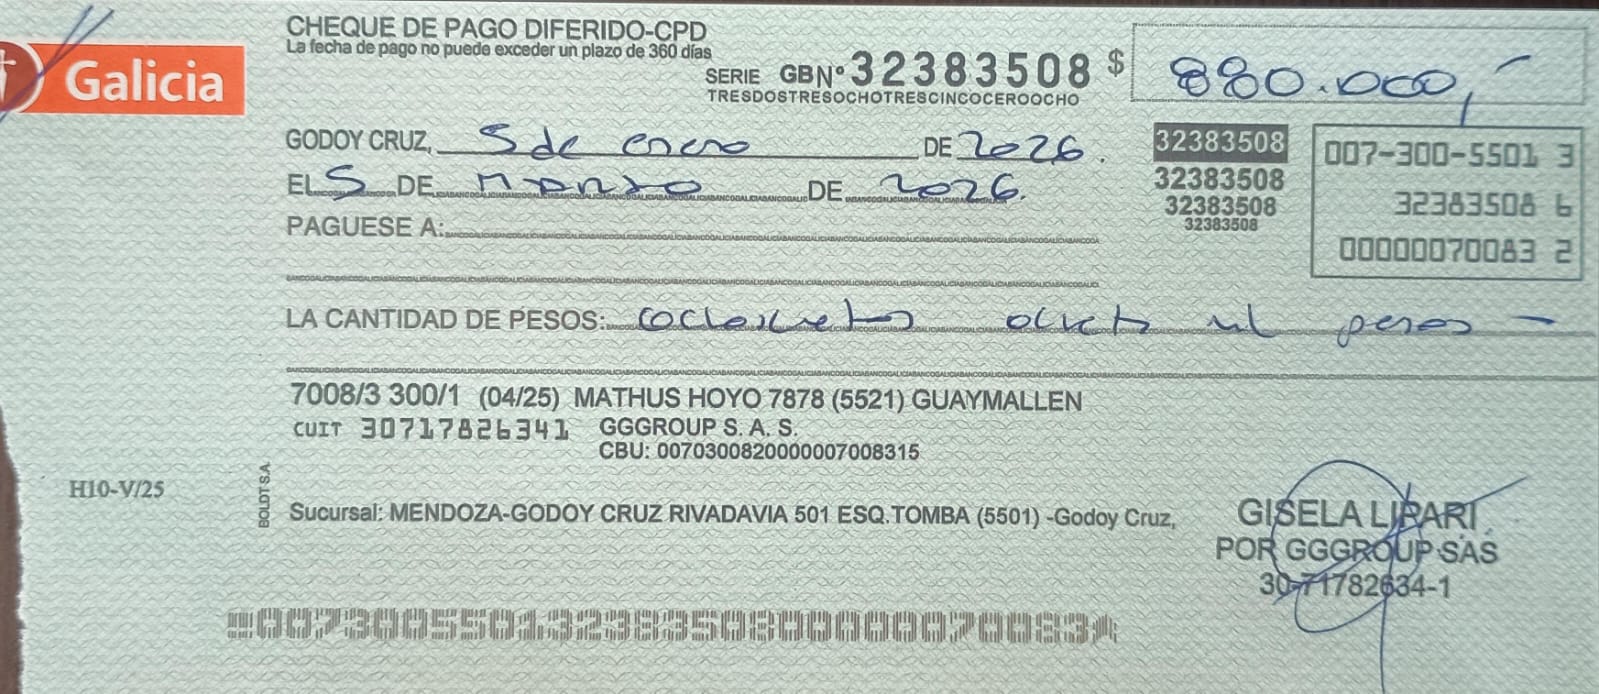 Galicia
CHEQUE DE PAGO DIFERIDO-CPD
La fecha de pago no puede exceder un plazo de 360 días
SERIE GB Nº 32383508
TRESDOSTRESOCHOTRESCINCOCEROOCHO
$ 880.000,-
GODOY CRUZ, 5 de enero DE 2026.
EL 5 DE Marzo DE 2026.
PAGUESE A:
32383508
32383508
32383508
32383508
007-300-5501 3
32383508 6
00000070083 2
LA CANTIDAD DE PESOS: ochocientos ochenta mil pesos -
7008/3 300/1 (04/25) MATHUS HOYO 7878 (5521) GUAYMALLEN
CUIT 30717826341 GGGROUP S. A. S.
CBU: 0070300820000007008315
H10-V/25
BOLDT S.A.
Sucursal: MENDOZA-GODOY CRUZ RIVADAVIA 501 ESQ.TOMBA (5501) -Godoy Cruz,
GISELA LIPARI
POR GGGROUP SAS
30-71782634-1
00730055013238350800000070083